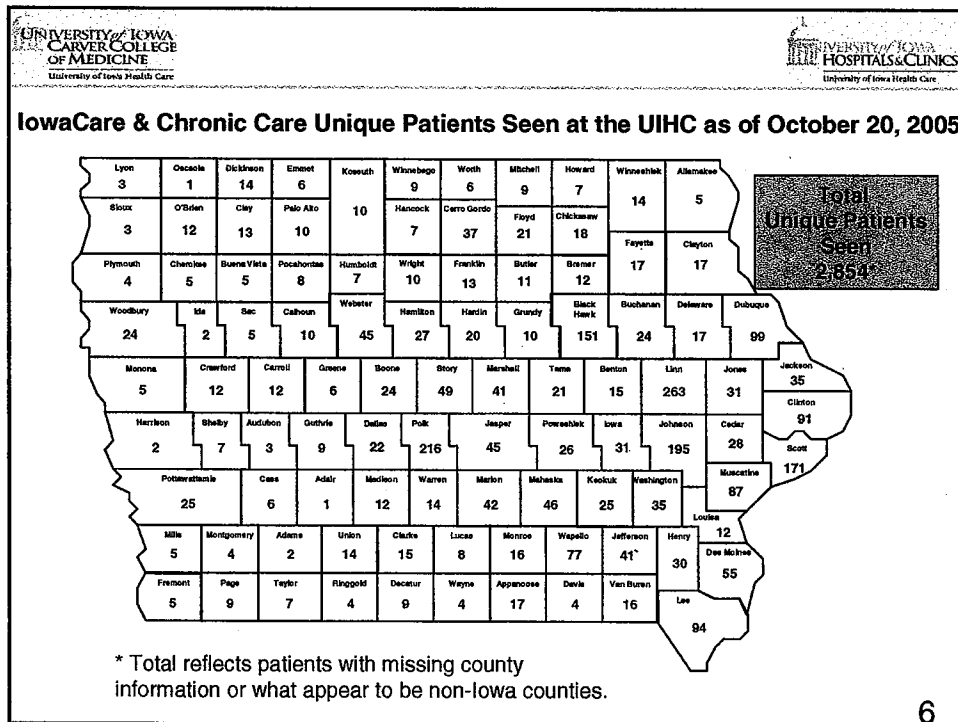 UNIVERSITY of IOWA
CARVER COLLEGE
OF MEDICINE
University of Iowa Health Care
UNIVERSITY of IOWA
HOSPITALS & CLINICS
University of Iowa Health Care
IowaCare & Chronic Care Unique Patients Seen at the UIHC as of October 20, 2005
Lyon Osceola Dickinson Emmet Kossuth Winnebago Worth Mitchell Howard Winneshiek Allamakee
3 1 14 6 10 9 6 9 7 14 5
Total
Unique Patients
Seen
2,854*
Sioux O'Brien Clay Palo Alto Hancock Cerro Gordo Floyd Chickasaw
3 12 13 10 7 37 21 18
Fayette Clayton
17 17
Plymouth Cherokee Buena Vista Pocahontas Humboldt Wright Franklin Butler Bremer
4 5 5 8 7 10 13 11 12
Woodbury Ida Sac Calhoun Webster Hamilton Hardin Grundy Black Hawk Buchanan Delaware Dubuque
24 2 5 10 45 27 20 10 151 24 17 99
Monona Crawford Carroll Greene Boone Story Marshall Tama Benton Linn Jones Jackson
5 12 12 6 24 49 41 21 15 263 31 35
Clinton
91
Harrison Shelby Audubon Guthrie Dallas Polk Jasper Poweshiek Iowa Johnson Cedar Scott
2 7 3 9 22 216 45 26 31 195 28 171
Pottawattamie Cass Adair Madison Warren Marion Mahaska Keokuk Washington Muscatine
25 6 1 12 14 42 46 25 35 87
Louisa
12
Mills Montgomery Adams Union Clarke Lucas Monroe Wapello Jefferson Henry Des Moines
5 4 2 14 15 8 16 77 41 30 55
Fremont Page Taylor Ringgold Decatur Wayne Appanoose Davis Van Buren Lee
5 9 7 4 9 4 17 4 16 94
* Total reflects patients with missing county
information or what appear to be non-Iowa counties.
6